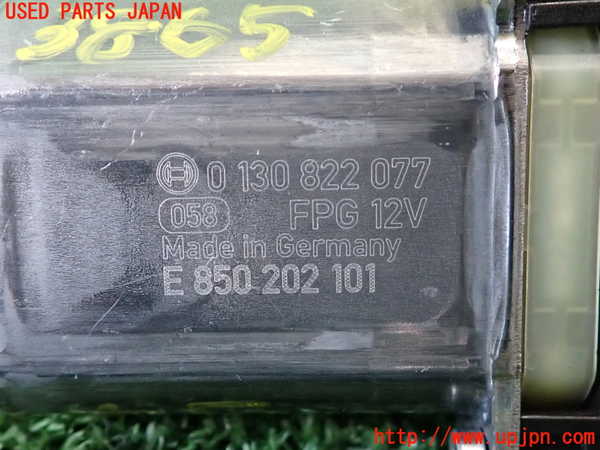 USED PARTS JAPAN
3865
0 130 822 077
058 FPG 12V
Made in Germany
E 850 202 101
http://www.upjpn.com/